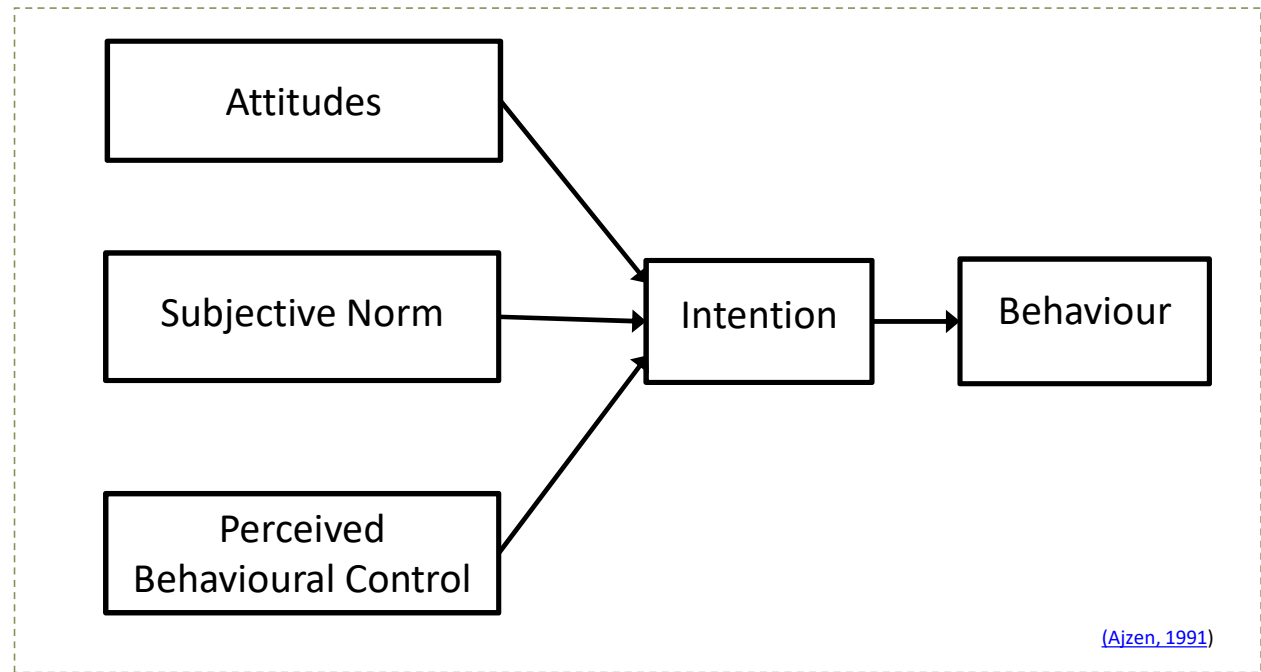 Attitudes
Subjective Norm
Intention
Behaviour
Perceived
Behavioural Control
(Ajzen, 1991)